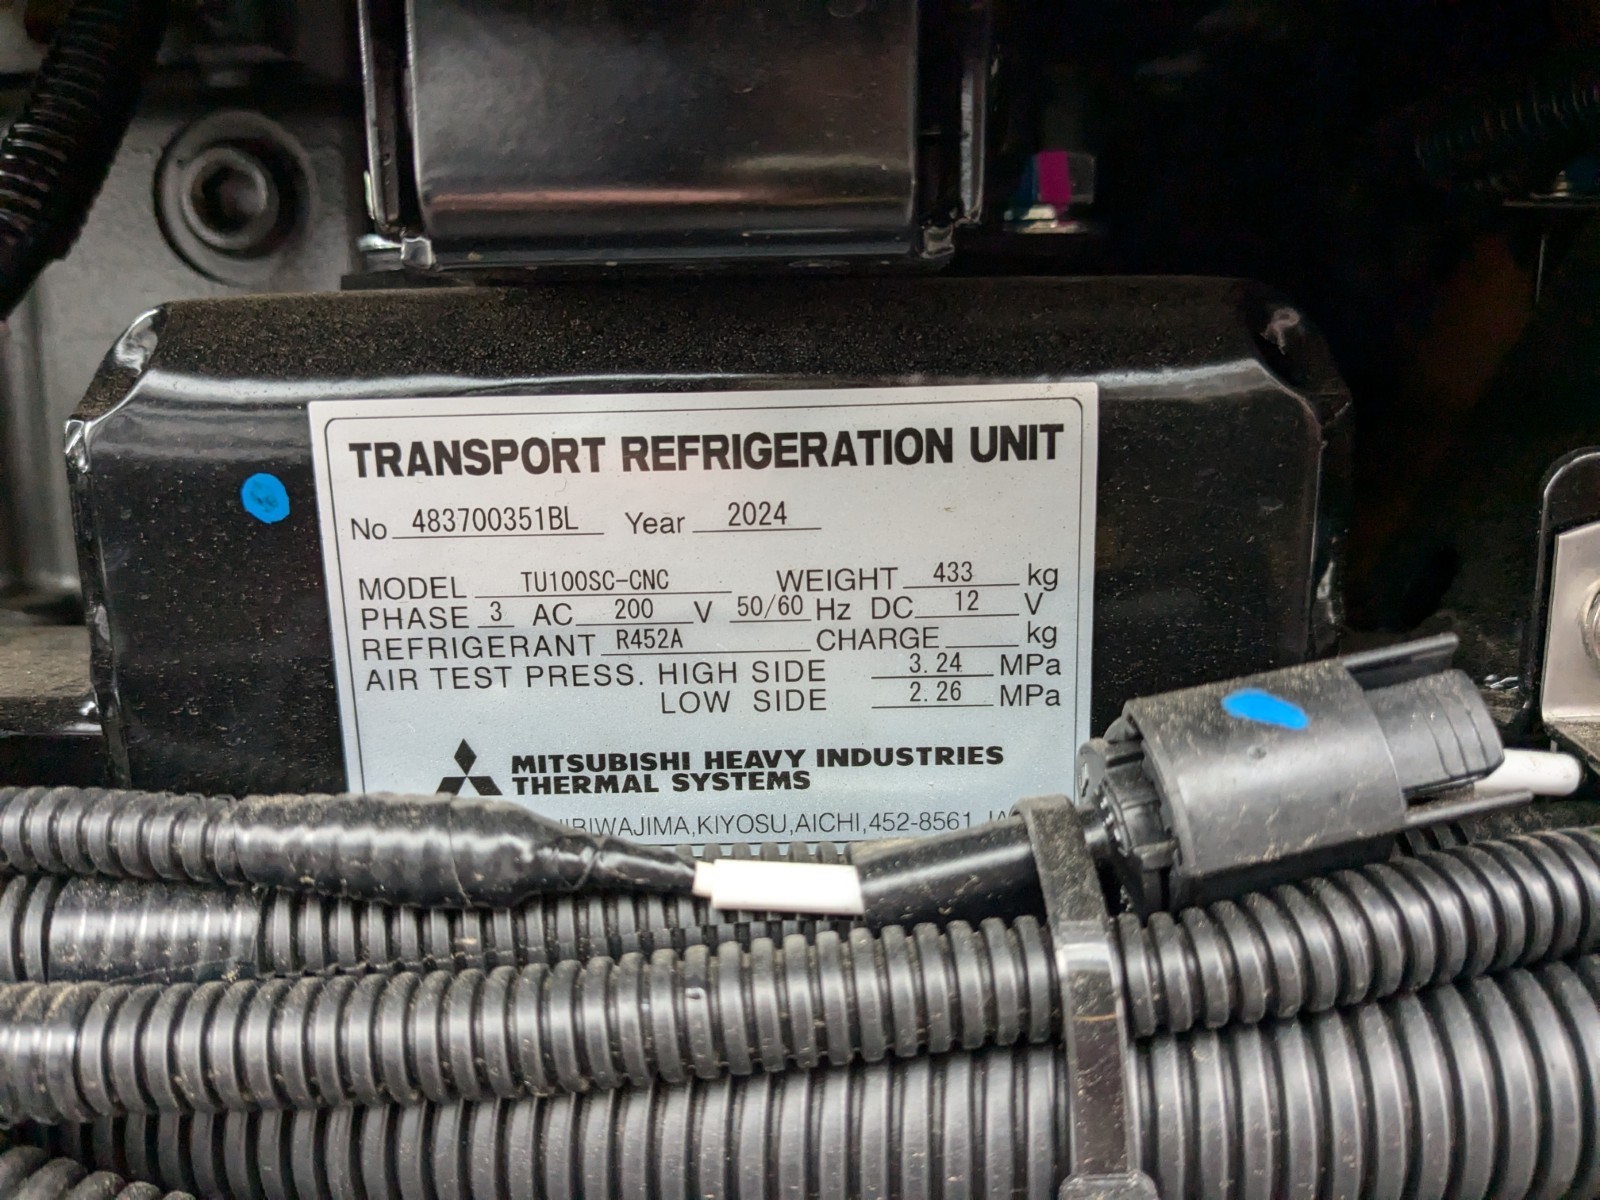 TRANSPORT REFRIGERATION UNIT
No 483700351BL Year 2024
MODEL TU100SC-CNC WEIGHT 433 kg
PHASE 3 AC 200 V 50/60 Hz DC 12 V
REFRIGERANT R452A CHARGE kg
AIR TEST PRESS. HIGH SIDE 3.24 MPa
LOW SIDE 2.26 MPa
MITSUBISHI HEAVY INDUSTRIES
THERMAL SYSTEMS
KIYOSU,AICHI,452-8561